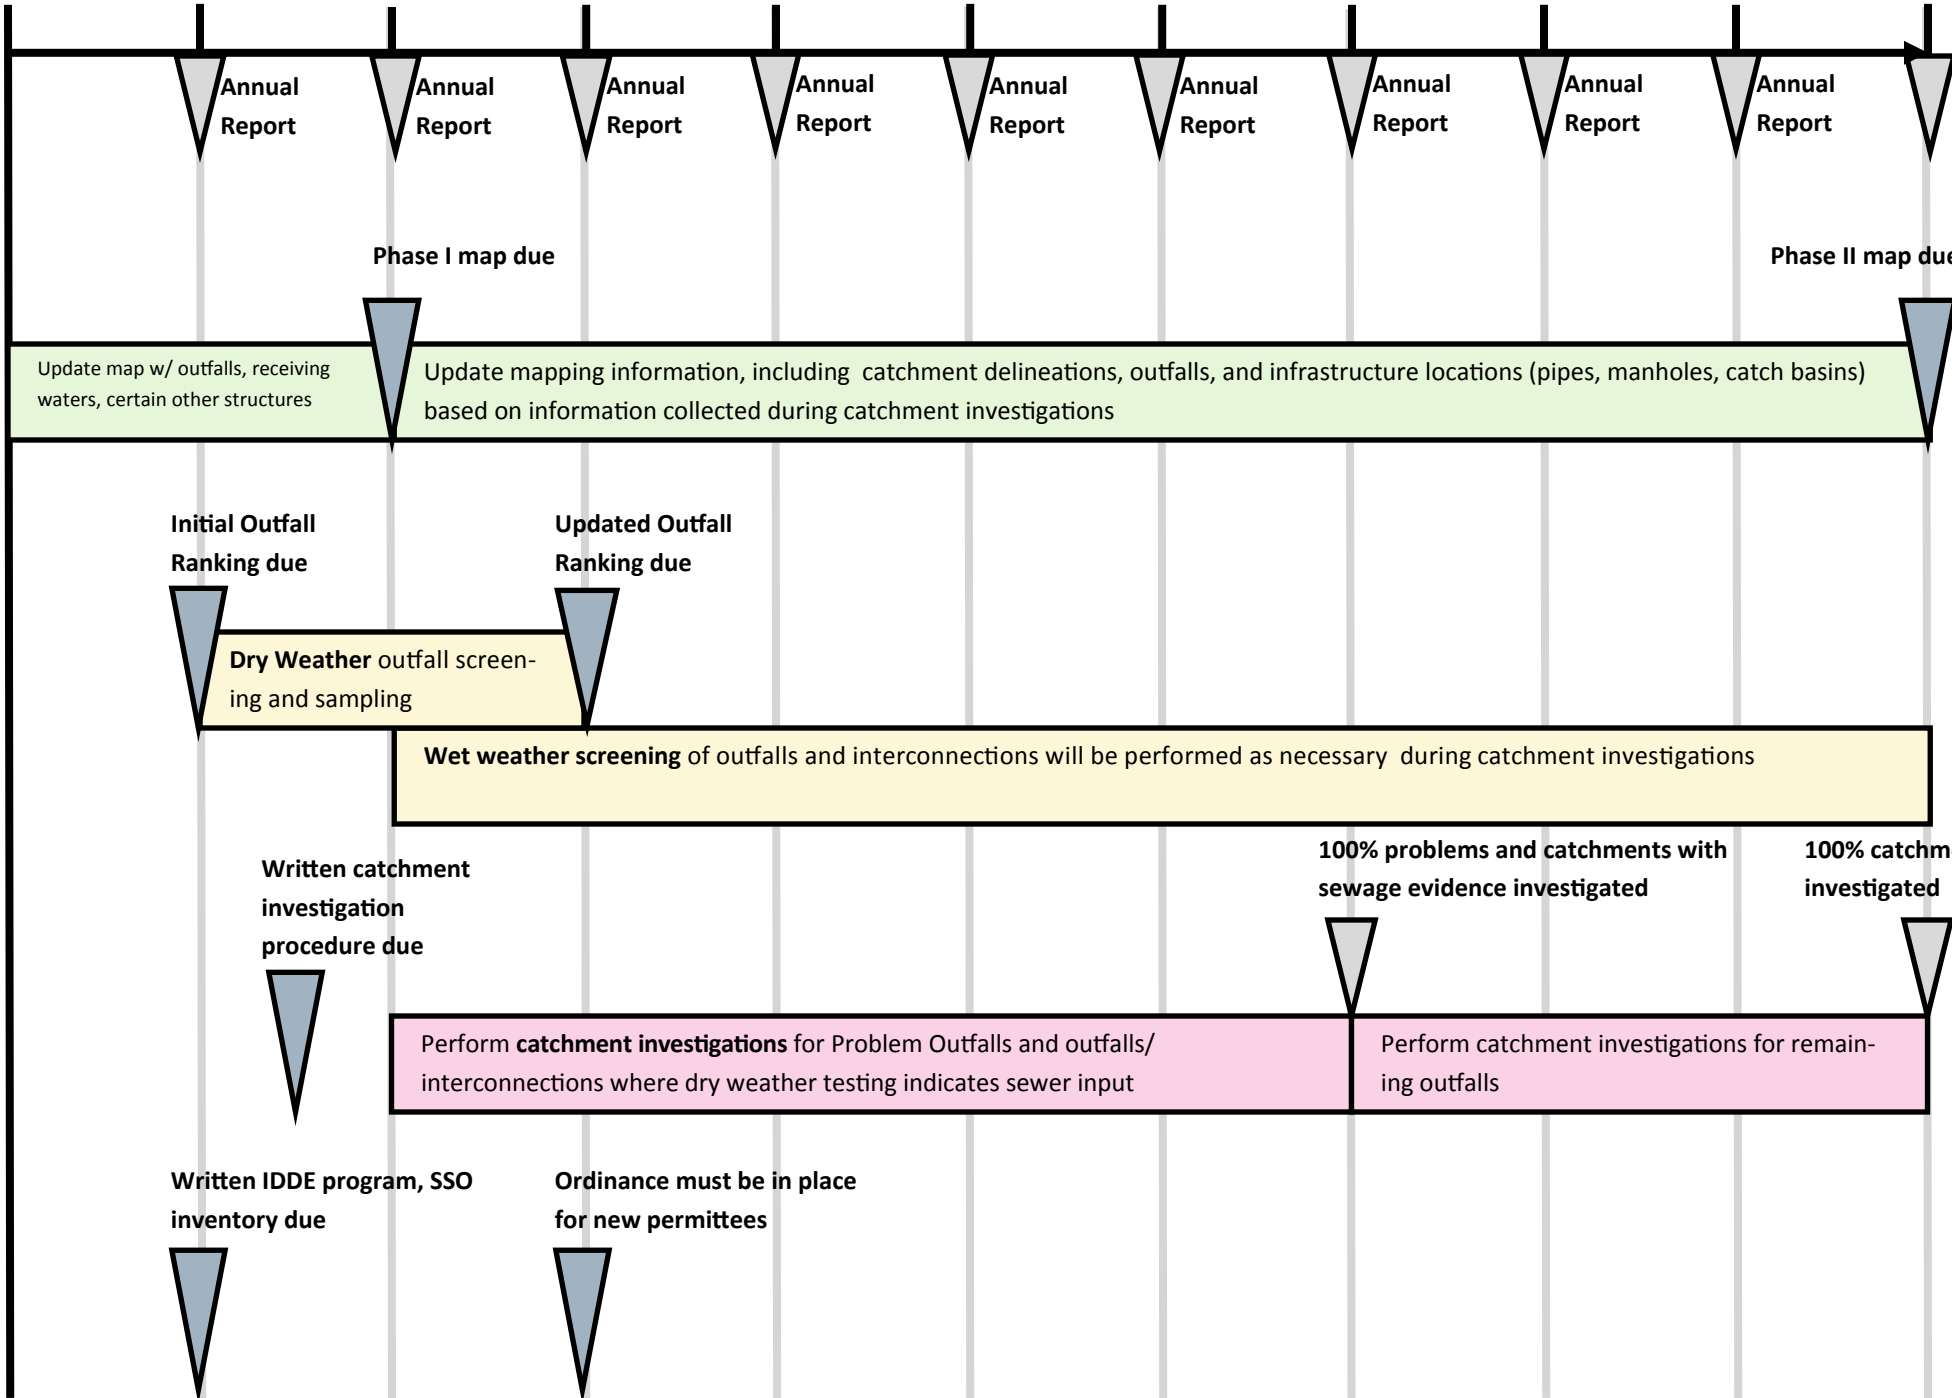 Annual
Report
Annual
Report
Annual
Report
Annual
Report
Annual
Report
Annual
Report
Annual
Report
Annual
Report
Annual
Report
Phase I map due
Phase II map due
Update map w/ outfalls, receiving
waters, certain other structures
Update mapping information, including catchment delineations, outfalls, and infrastructure locations (pipes, manholes, catch basins)
based on information collected during catchment investigations
Initial Outfall
Ranking due
Updated Outfall
Ranking due
Dry Weather outfall screen-
ing and sampling
Wet weather screening of outfalls and interconnections will be performed as necessary during catchment investigations
Written catchment
investigation
procedure due
100% problems and catchments with
sewage evidence investigated
100% catchm
investigated
Perform catchment investigations for Problem Outfalls and outfalls/
interconnections where dry weather testing indicates sewer input
Perform catchment investigations for remain-
ing outfalls
Written IDDE program, SSO
inventory due
Ordinance must be in place
for new permittees